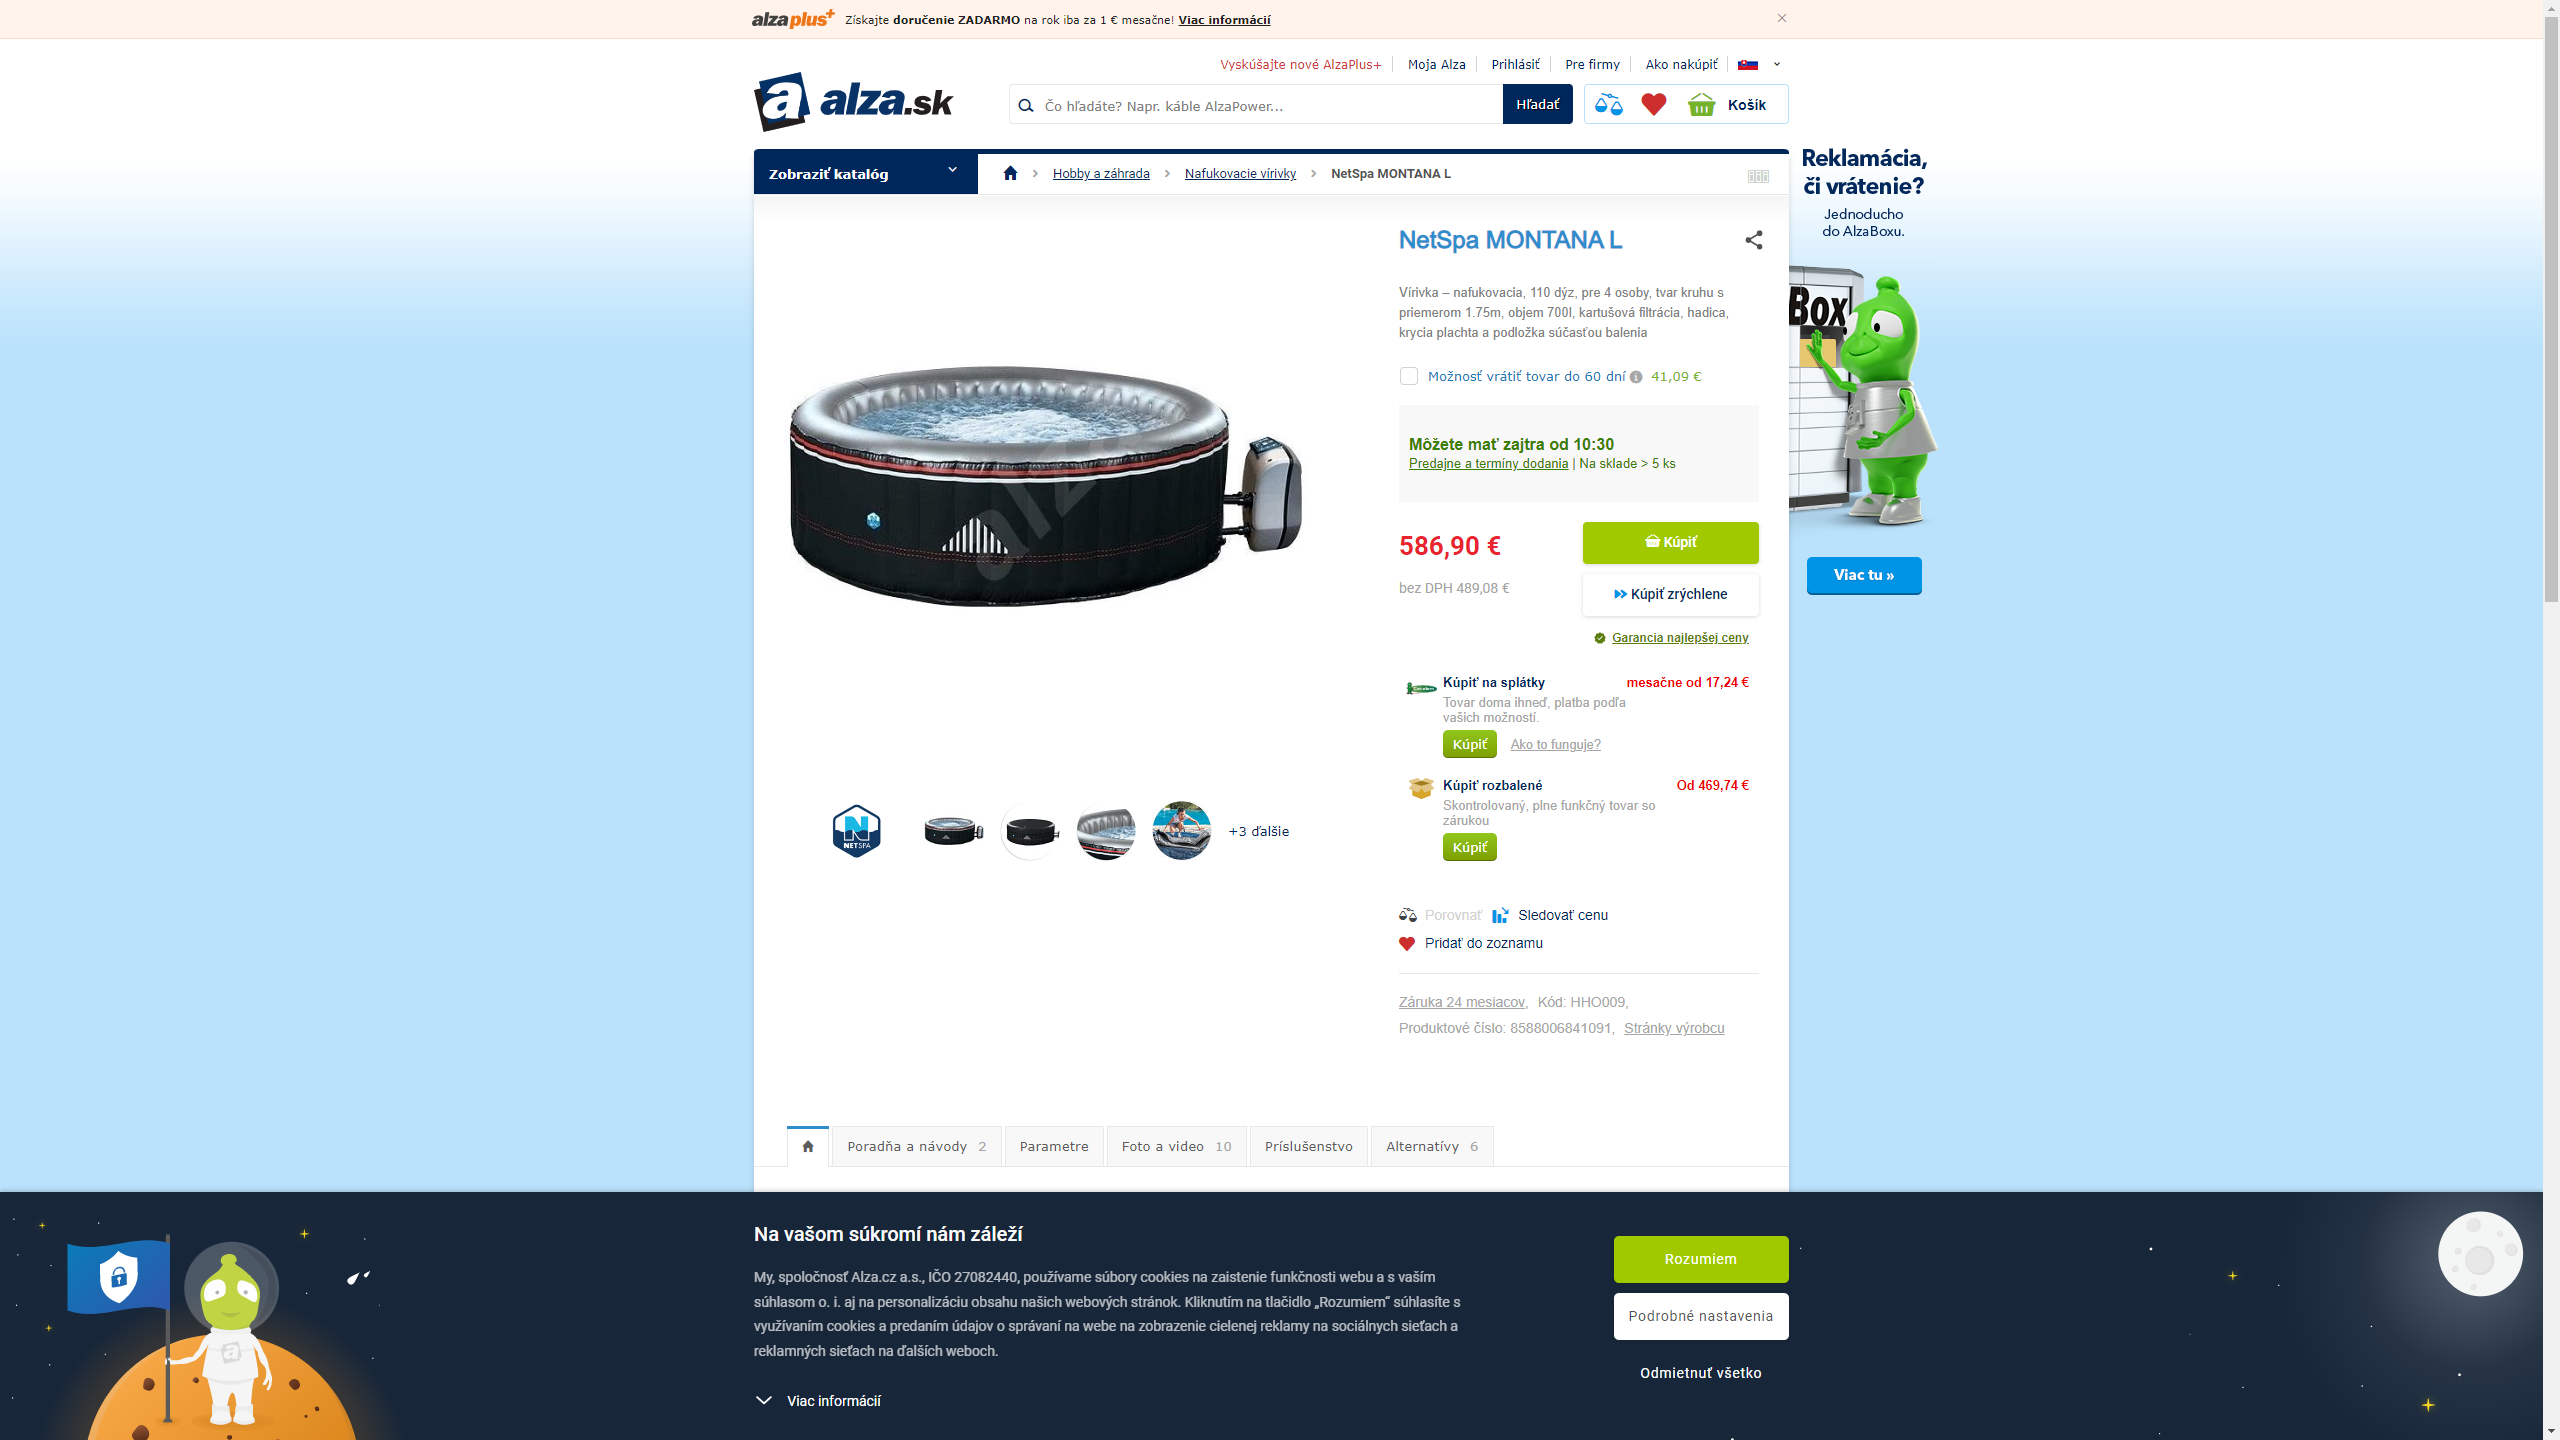 alzaplus+ Získajte doručenie ZADARMO na rok iba za 1 € mesačne! Viac informácií
Vyskúšajte nové AlzaPlus+ Moja Alza Prihlásiť Pre firmy Ako nakúpiť
a alza.sk
Čo hľadáte? Napr. káble AlzaPower...
Hľadať
Košík
Zobraziť katalóg
Hobby a záhrada Nafukovacie vírivky NetSpa MONTANA L
Reklamácia,
či vrátenie?
Jednoducho
do AlzaBoxu.
Box
Viac tu »
NetSpa MONTANA L
Vírivka – nafukovacia, 110 dýz, pre 4 osoby, tvar kruhu s
priemerom 1.75m, objem 700l, kartušová filtrácia, hadica,
krycia plachta a podložka súčasťou balenia
Možnosť vrátiť tovar do 60 dní 41,09 €
Môžete mať zajtra od 10:30
Predajne a termíny dodania | Na sklade > 5 ks
586,90 €
Kúpiť
bez DPH 489,08 €
Kúpiť zrýchlene
Garancia najlepšej ceny
Kúpiť na splátky mesačne od 17,24 €
Tovar doma ihneď, platba podľa
vašich možností.
Kúpiť Ako to funguje?
Kúpiť rozbalené Od 469,74 €
Skontrolovaný, plne funkčný tovar so
zárukou
Kúpiť
N
NETSPA
+3 ďalšie
Porovnať Sledovať cenu
Pridať do zoznamu
Záruka 24 mesiacov, Kód: HHO009,
Produktové číslo: 8588006841091, Stránky výrobcu
Poradňa a návody 2 Parametre Foto a video 10 Príslušenstvo Alternatívy 6
Na vašom súkromí nám záleží
My, spoločnosť Alza.cz a.s., IČO 27082440, používame súbory cookies na zaistenie funkčnosti webu a s vaším
súhlasom o. i. aj na personalizáciu obsahu našich webových stránok. Kliknutím na tlačidlo „Rozumiem“ súhlasíte s
využívaním cookies a predaním údajov o správaní na webe na zobrazenie cielenej reklamy na sociálnych sieťach a
reklamných sieťach na ďalších weboch.
Viac informácií
Rozumiem
Podrobné nastavenia
Odmietnuť všetko